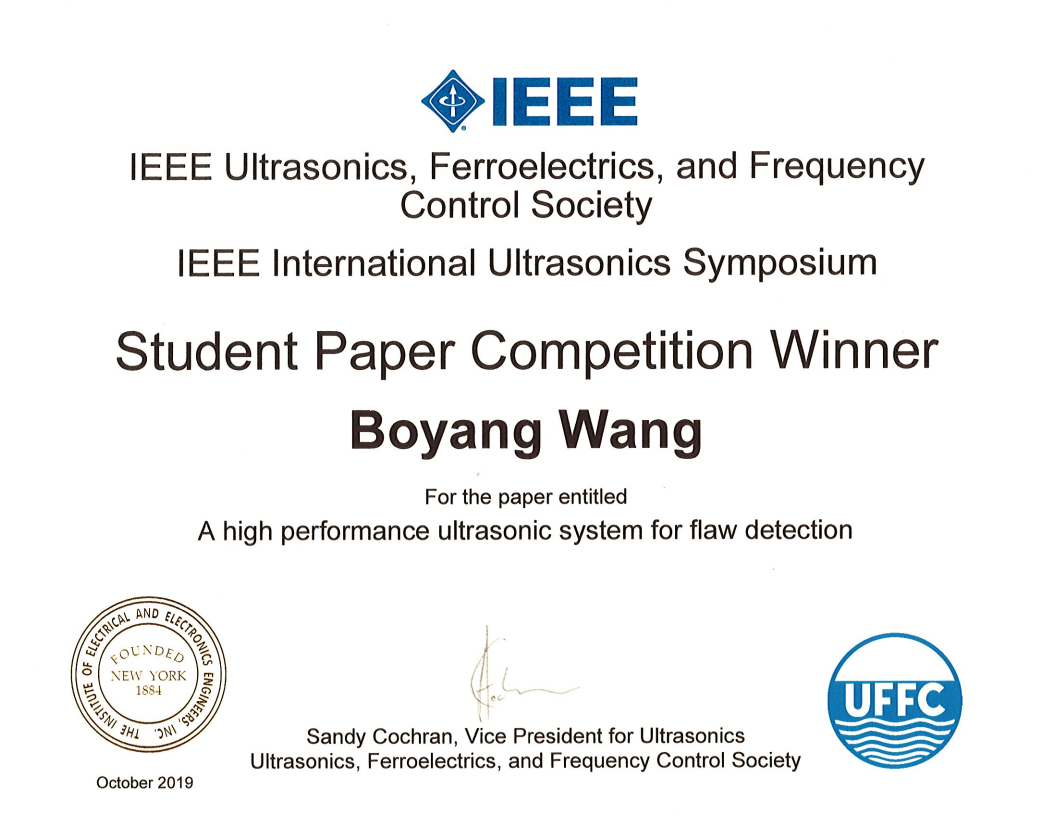 IEEE
IEEE Ultrasonics, Ferroelectrics, and Frequency
Control Society
IEEE International Ultrasonics Symposium
Student Paper Competition Winner
Boyang Wang
For the paper entitled
A high performance ultrasonic system for flaw detection
THE INSTITUTE OF ELECTRICAL AND ELECTRONICS ENGINEERS, INC.
FOUNDED
NEW YORK
1884
October 2019
Sandy Cochran, Vice President for Ultrasonics
Ultrasonics, Ferroelectrics, and Frequency Control Society
UFFC